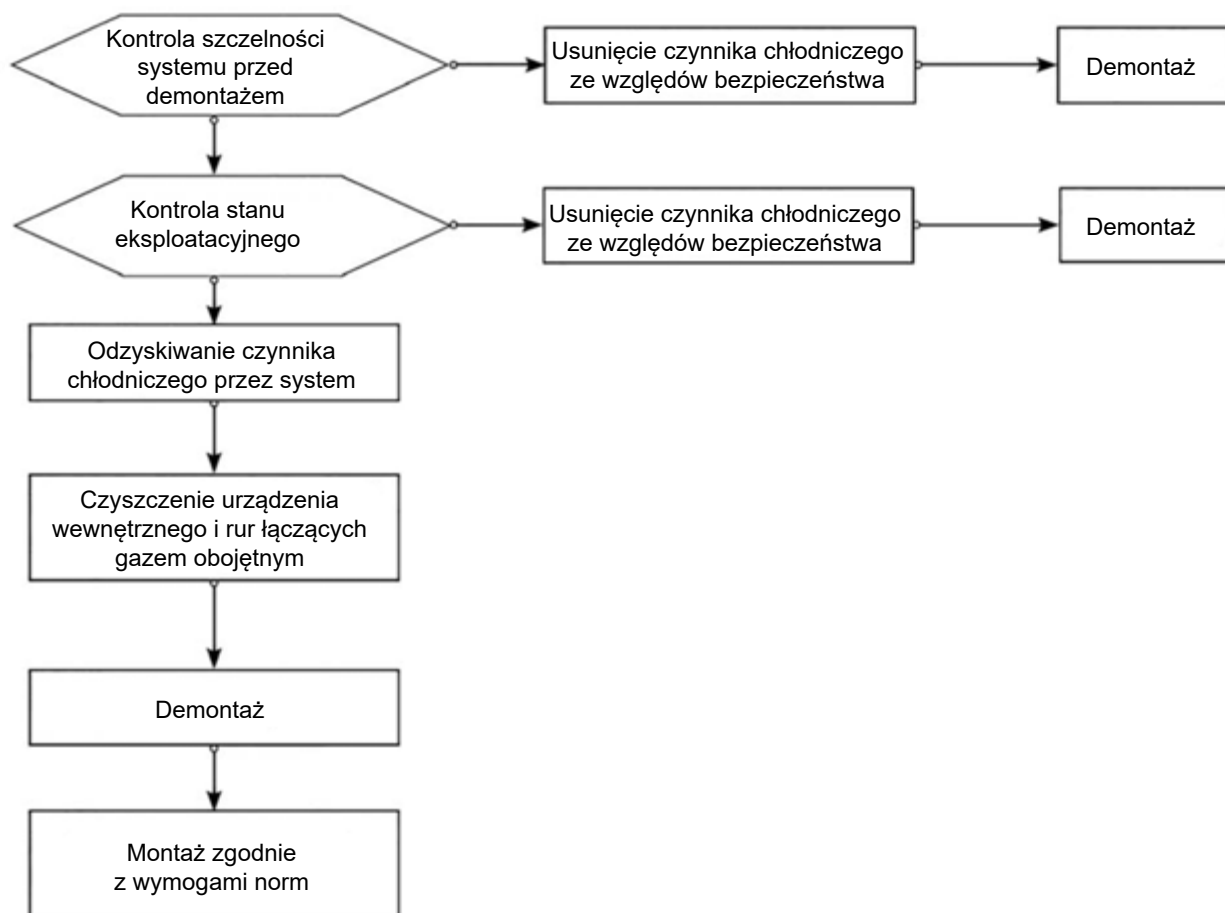 Kontrola szczelności
systemu przed
demontażem
Usunięcie czynnika chłodniczego
ze względów bezpieczeństwa
Demontaż
Kontrola stanu
eksploatacyjnego
Usunięcie czynnika chłodniczego
ze względów bezpieczeństwa
Demontaż
Odzyskiwanie czynnika
chłodniczego przez system
Czyszczenie urządzenia
wewnętrznego i rur łączących
gazem obojętnym
Demontaż
Montaż zgodnie
z wymogami norm